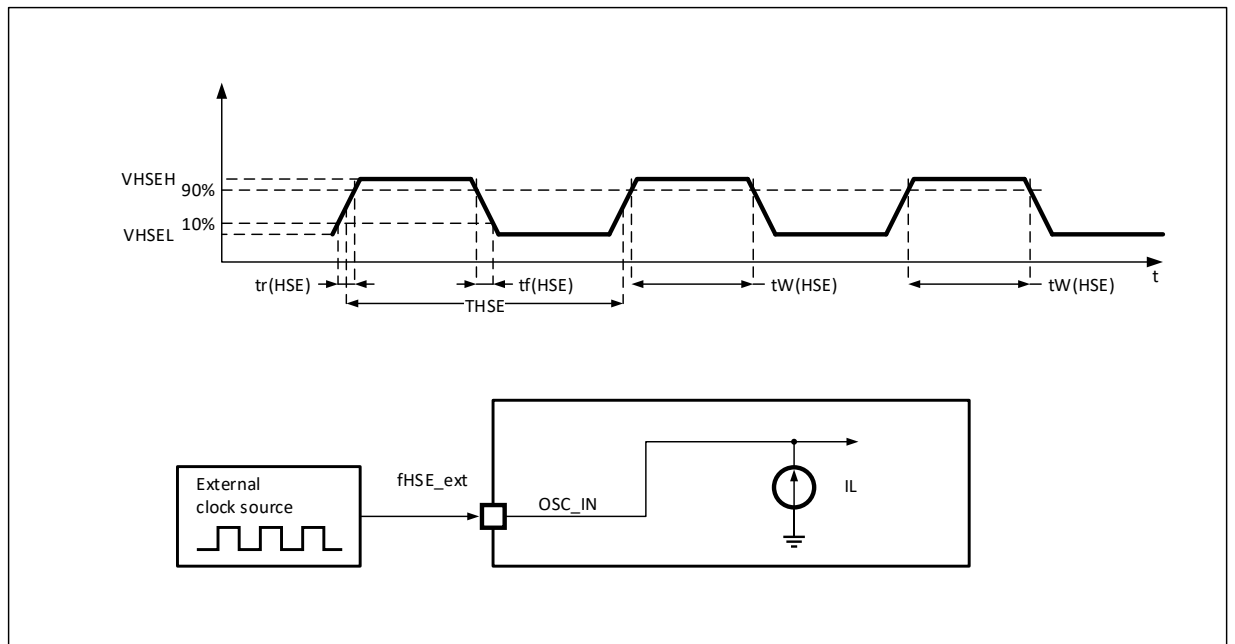 VHSEH
90%
10%
VHSEL
tr(HSE)
tf(HSE)
tW(HSE)
tW(HSE)
t
THSE
External
clock source
fHSE_ext
OSC_IN
IL